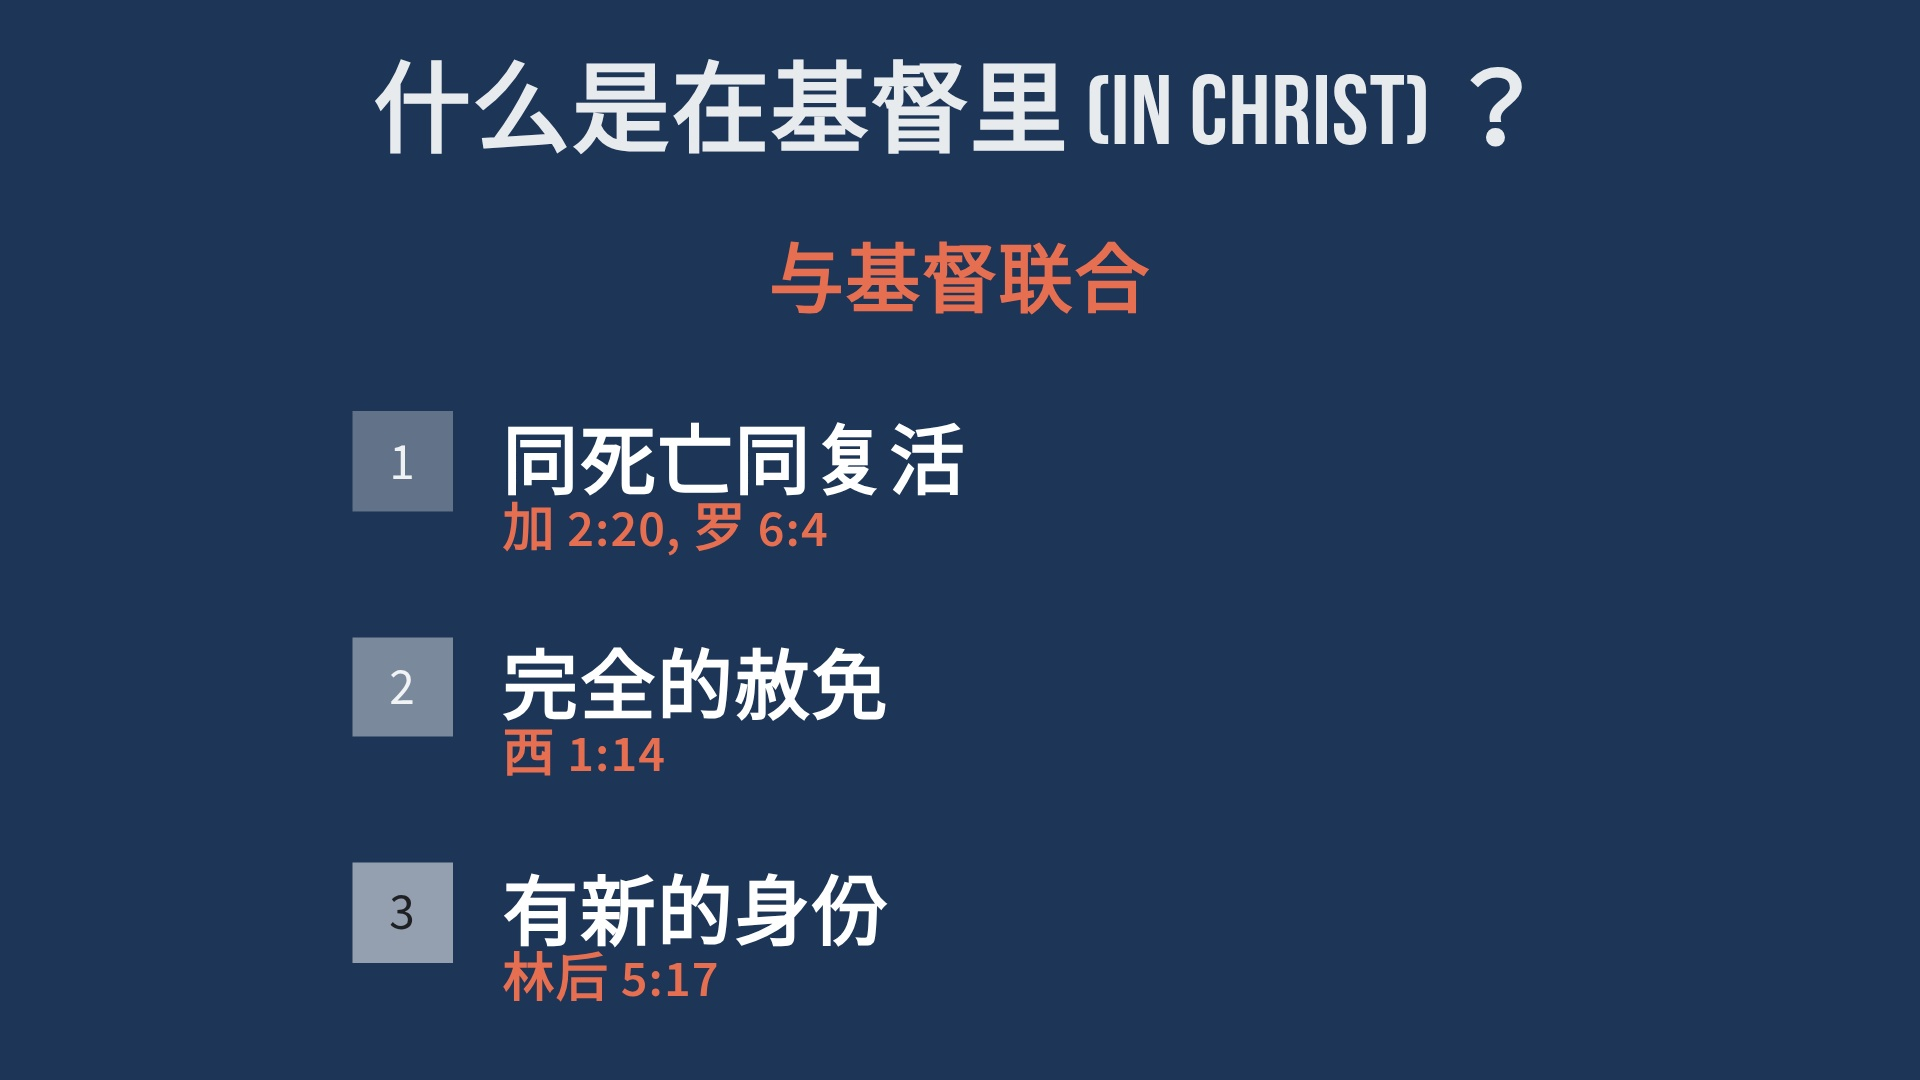 什么是在基督里 (IN CHRIST) ？
与基督联合
1
同死亡同复活
加 2:20, 罗 6:4
2
完全的赦免
西 1:14
3
有新的身份
林后 5:17